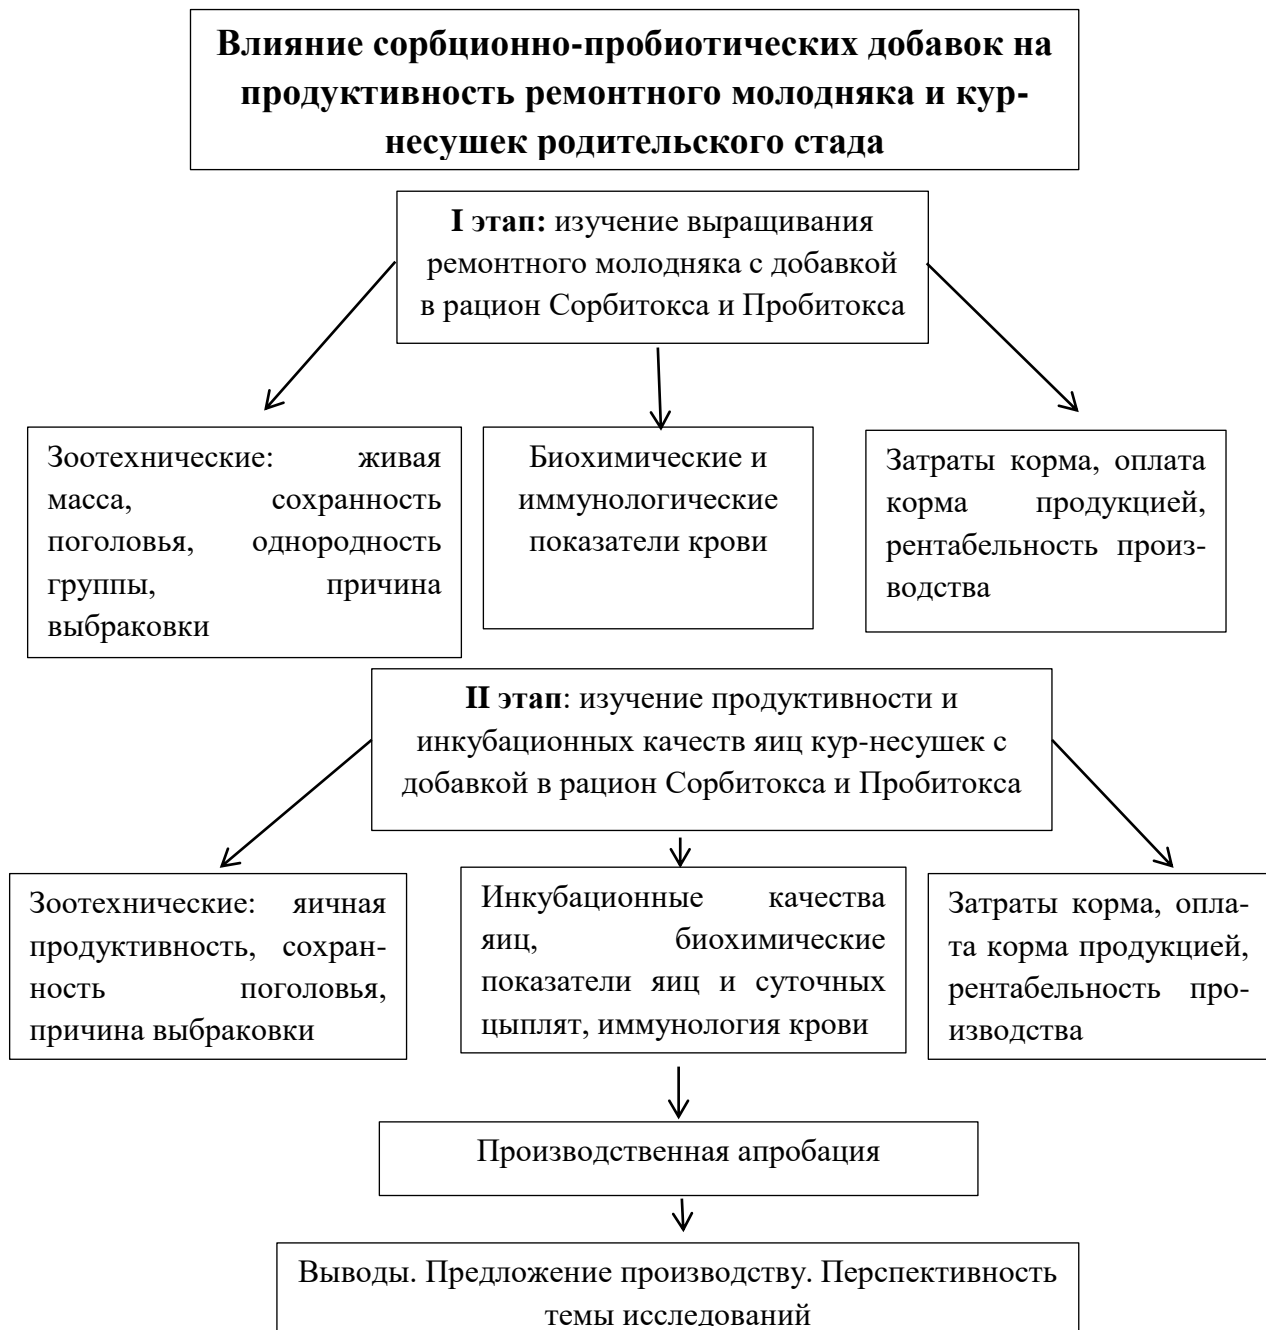 Влияние сорбционно-пробиотических добавок на
продуктивность ремонтного молодняка и кур-
несушек родительского стада
I этап: изучение выращивания
ремонтного молодняка с добавкой
в рацион Сорбитокса и Пробитокса
Зоотехнические: живая
масса, сохранность
поголовья, однородность
группы, причина
выбраковки
Биохимические и
иммунологические
показатели крови
Затраты корма, оплата
корма продукцией,
рентабельность произ-
водства
II этап: изучение продуктивности и
инкубационных качеств яиц кур-несушек с
добавкой в рацион Сорбитокса и Пробитокса
Зоотехнические: яичная
продуктивность, сохран-
ность поголовья,
причина выбраковки
Инкубационные качества
яиц, биохимические
показатели яиц и суточных
цыплят, иммунология крови
Затраты корма, опла-
та корма продукцией,
рентабельность про-
изводства
Производственная апробация
Выводы. Предложение производству. Перспективность
темы исследований